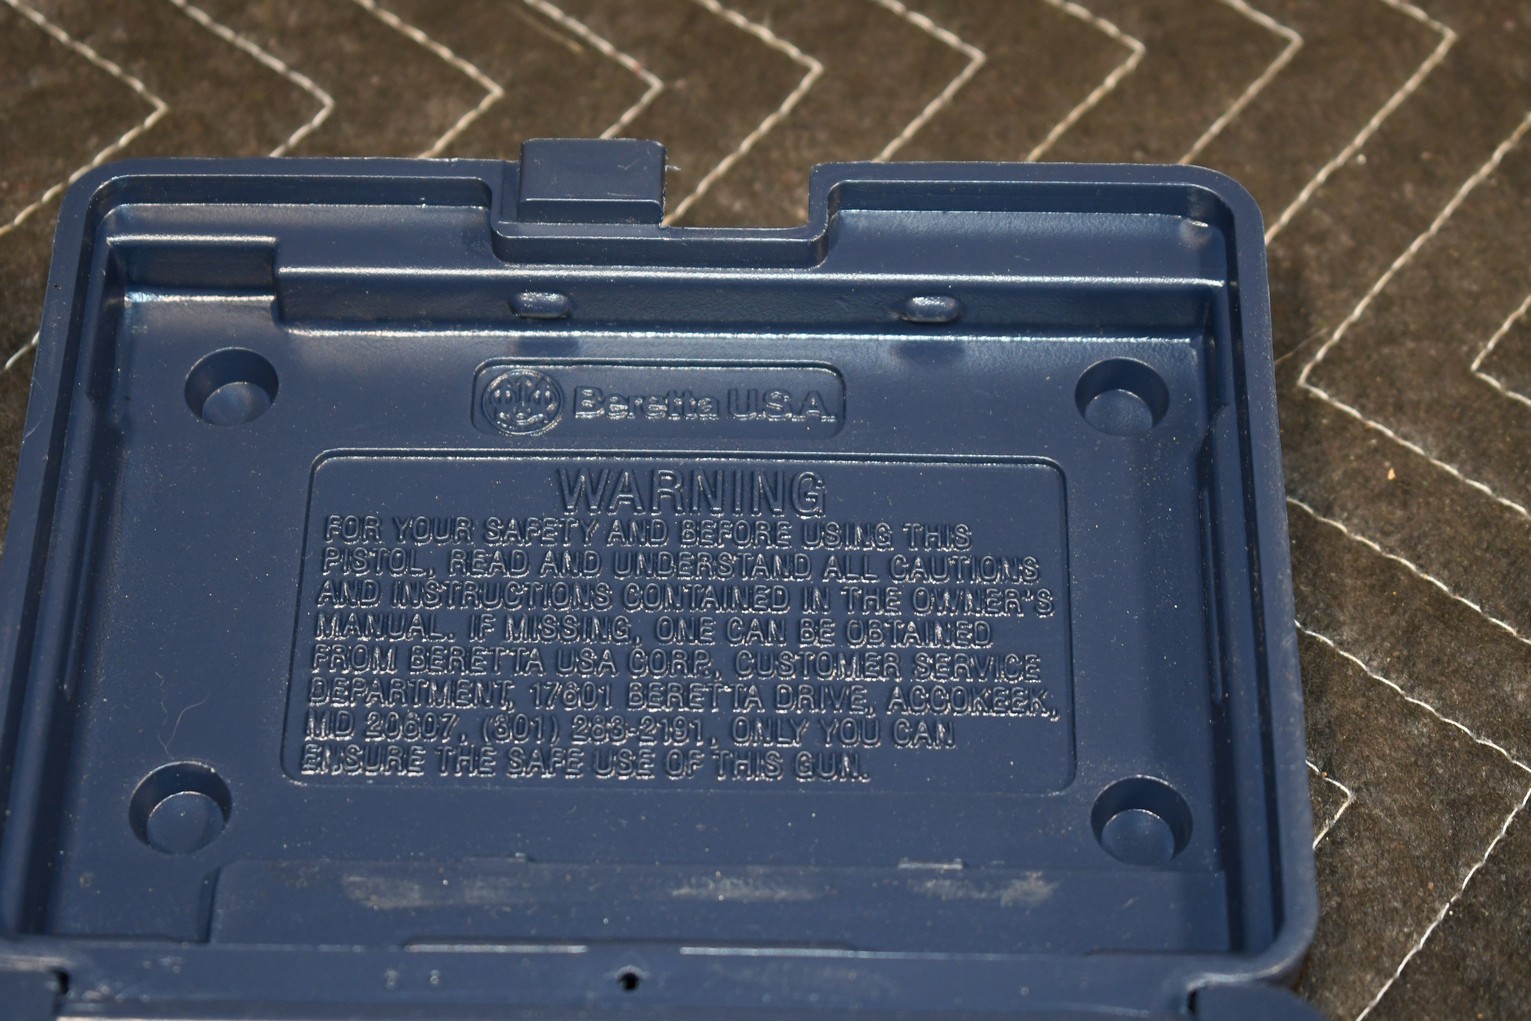 Beretta U.S.A.
WARNING
FOR YOUR SAFETY AND BEFORE USING THIS
PISTOL, READ AND UNDERSTAND ALL CAUTIONS
AND INSTRUCTIONS CONTAINED IN THE OWNER'S
MANUAL. IF MISSING, ONE CAN BE OBTAINED
FROM BERETTA USA CORP., CUSTOMER SERVICE
DEPARTMENT, 17601 BERETTA DRIVE, ACCOKEEK,
MD 20607, (301) 283-2191, ONLY YOU CAN
ENSURE THE SAFE USE OF THIS GUN.